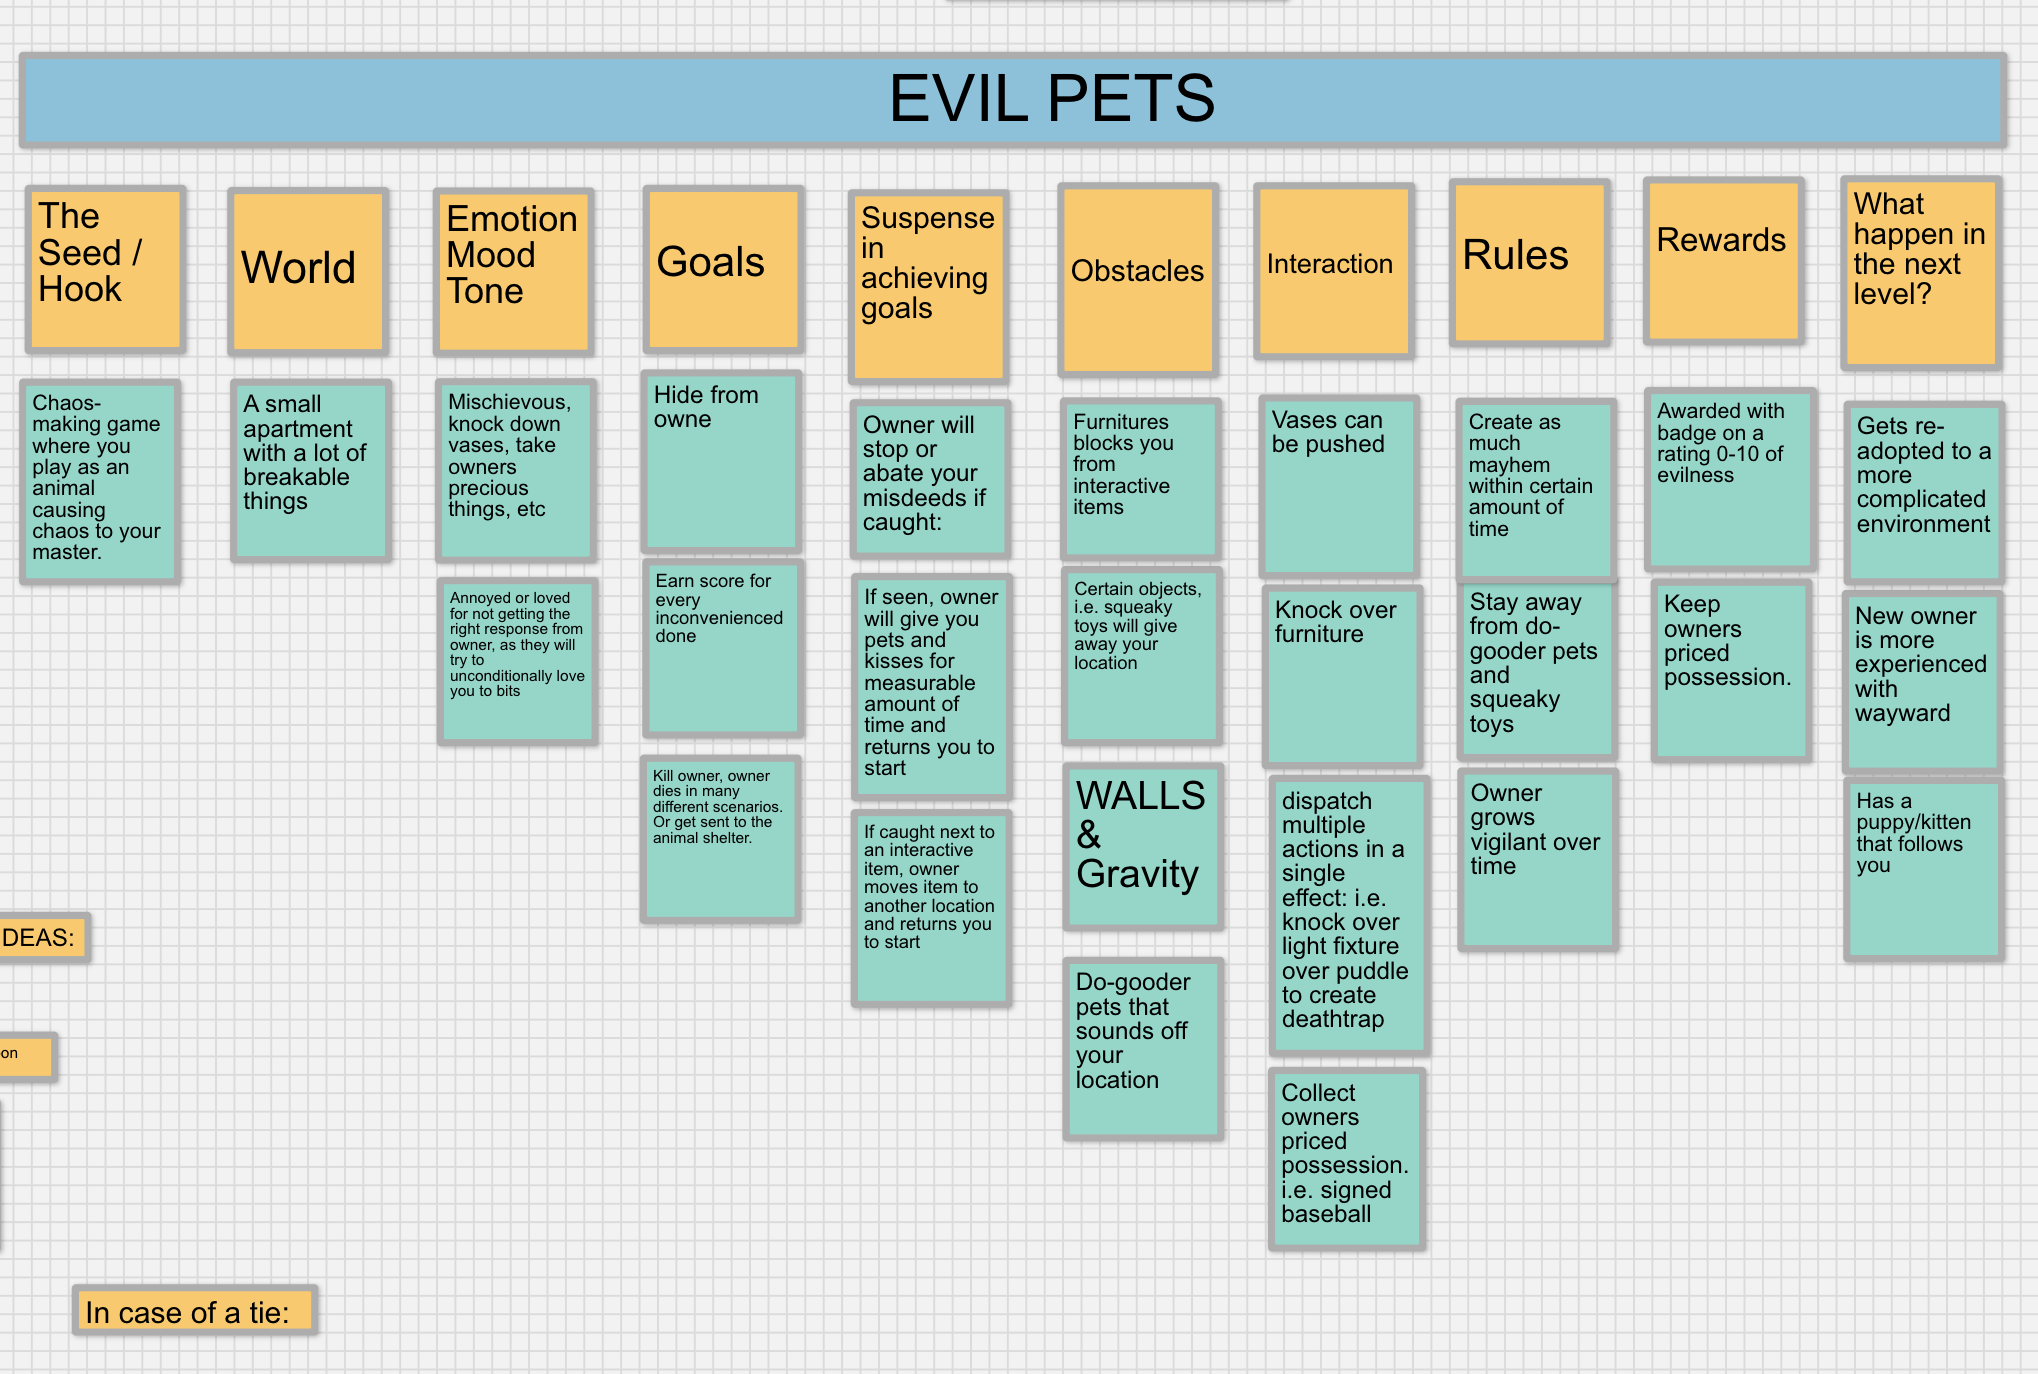 EVIL PETS
The
Seed /
Hook
World
Emotion
Mood
Tone
Goals
Suspense
in
achieving
goals
Obstacles
Interaction
Rules
Rewards
What
happen in
the next
level?
Chaos-
making game
where you
play as an
animal
causing
chaos to your
master.
A small
apartment
with a lot of
breakable
things
Mischievous,
knock down
vases, take
owners
precious
things, etc
Annoyed or loved
for not getting the
right response from
owner, as they will
try to
unconditionally love
you to bits
Hide from
owne
Earn score for
every
inconvenienced
done
Kill owner, owner
dies in many
different scenarios.
Or get sent to the
animal shelter.
Owner will
stop or
abate your
misdeeds if
caught:
If seen, owner
will give you
pets and
kisses for
measurable
amount of
time and
returns you to
start
If caught next to
an interactive
item, owner
moves item to
another location
and returns you
to start
Furnitures
blocks you
from
interactive
items
Certain objects,
i.e. squeaky
toys will give
away your
location
WALLS
&
Gravity
Do-gooder
pets that
sounds off
your
location
Vases can
be pushed
Knock over
furniture
dispatch
multiple
actions in a
single
effect: i.e.
knock over
light fixture
over puddle
to create
deathtrap
Collect
owners
priced
possession.
i.e. signed
baseball
Create as
much
mayhem
within certain
amount of
time
Stay away
from do-
gooder pets
and
squeaky
toys
Owner
grows
vigilant over
time
Awarded with
badge on a
rating 0-10 of
evilness
Keep
owners
priced
possession.
Gets re-
adopted to a
more
complicated
environment
New owner
is more
experienced
with
wayward
Has a
puppy/kitten
that follows
you
DEAS:
on
In case of a tie: